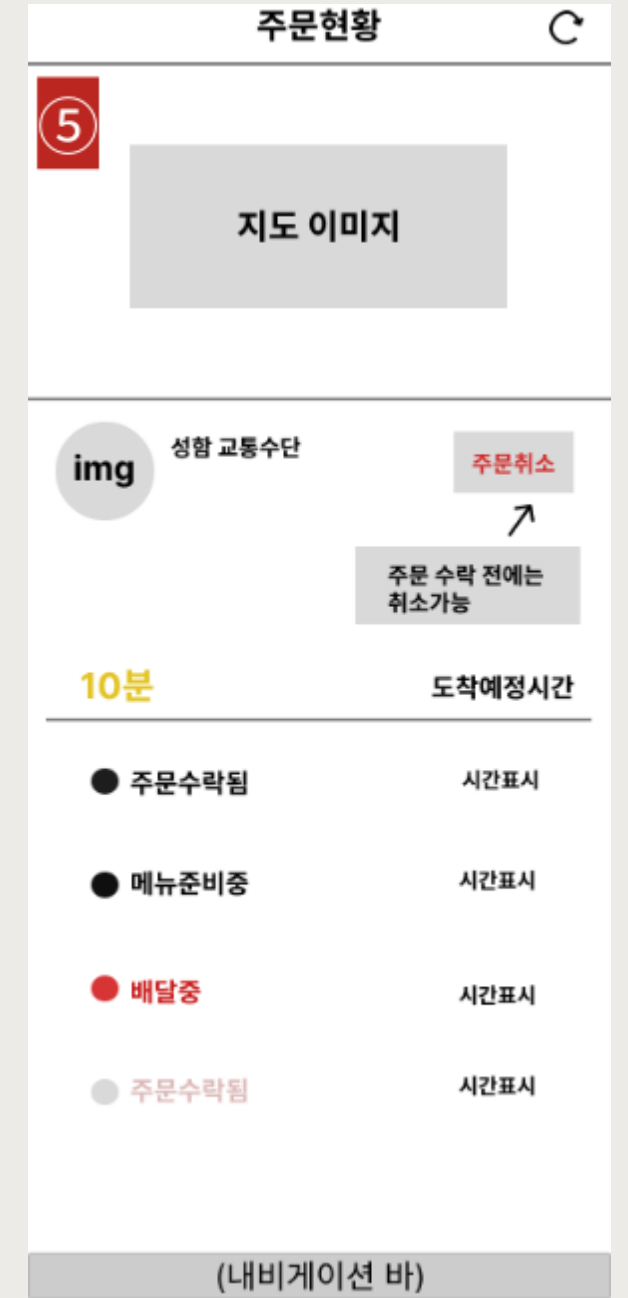 주문현황
⑤
지도 이미지
img
성함 교통수단
주문취소
주문 수락 전에는
취소가능
10분
도착예정시간
주문수락됨
시간표시
메뉴준비중
시간표시
배달중
시간표시
주문수락됨
시간표시
(내비게이션 바)